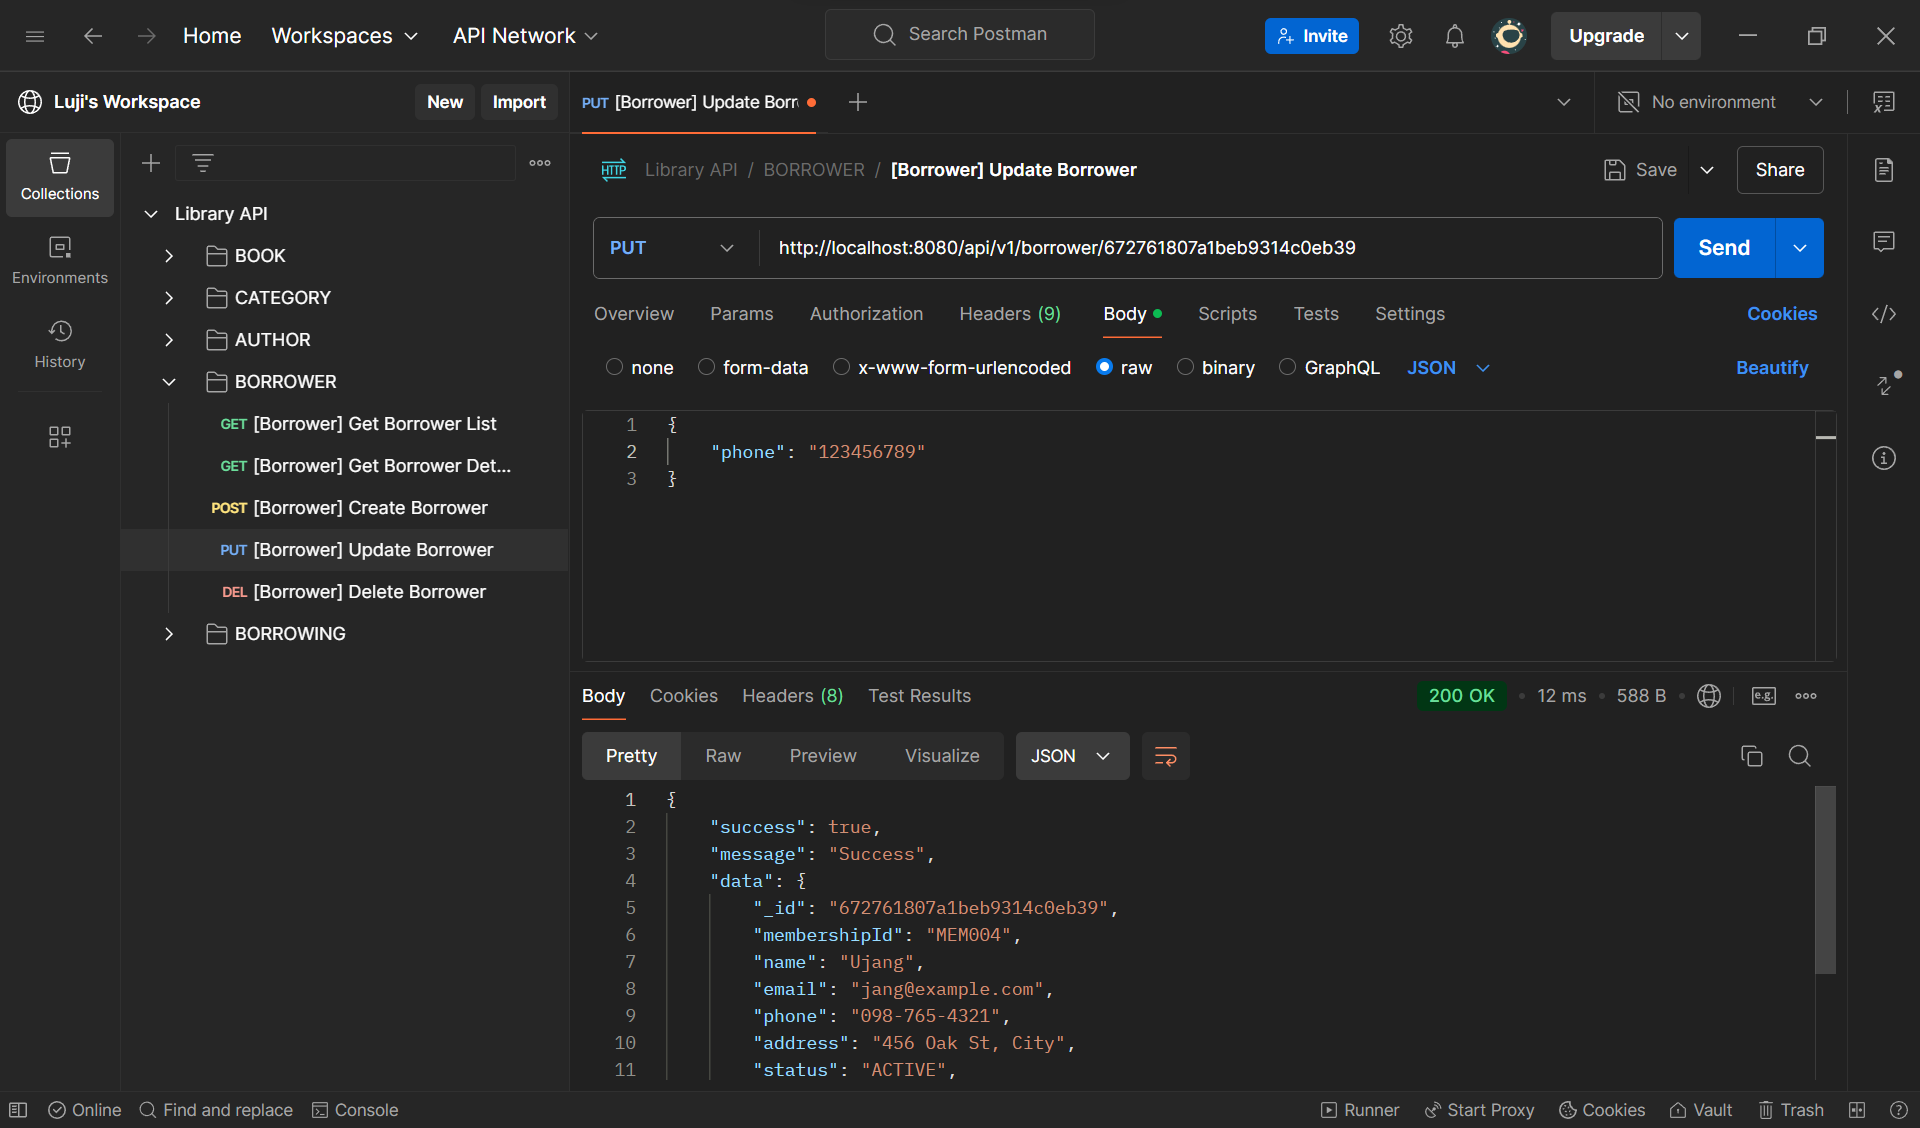 Home Workspaces API Network Search Postman Invite Upgrade
Luji's Workspace New Import PUT [Borrower] Update Borr No environment
Collections
Environments
History
Library API
BOOK
CATEGORY
AUTHOR
BORROWER
GET [Borrower] Get Borrower List
GET [Borrower] Get Borrower Det...
POST [Borrower] Create Borrower
PUT [Borrower] Update Borrower
DEL [Borrower] Delete Borrower
BORROWING
HTTP Library API / BORROWER / [Borrower] Update Borrower Save Share
PUT http://localhost:8080/api/v1/borrower/672761807a1beb9314c0eb39 Send
Overview Params Authorization Headers (9) Body Scripts Tests Settings Cookies
none form-data x-www-form-urlencoded raw binary GraphQL JSON Beautify
1 {
2 "phone": "123456789"
3 }
Body Cookies Headers (8) Test Results 200 OK 12 ms 588 B e.g.
Pretty Raw Preview Visualize JSON
1 {
2 "success": true,
3 "message": "Success",
4 "data": {
5 "_id": "672761807a1beb9314c0eb39",
6 "membershipId": "MEM004",
7 "name": "Ujang",
8 "email": "jang@example.com",
9 "phone": "098-765-4321",
10 "address": "456 Oak St, City",
11 "status": "ACTIVE",
Online Find and replace Console Runner Start Proxy Cookies Vault Trash